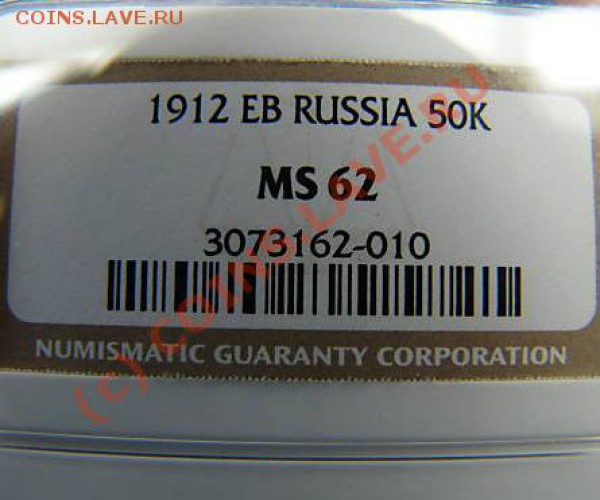 COINS.LAVE.RU
1912 EB RUSSIA 50K
MS 62
3073162-010
NUMISMATIC GUARANTY CORPORATION
(c) COINS.LAVE.RU